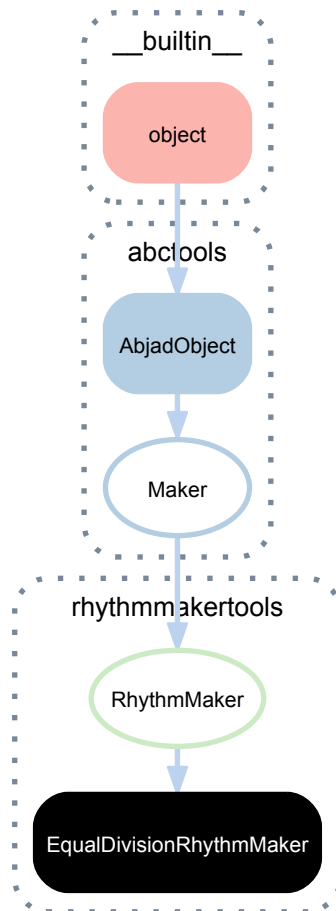 __builtin__
object
abctools
AbjadObject
Maker
rhythmmakertools
RhythmMaker
EqualDivisionRhythmMaker